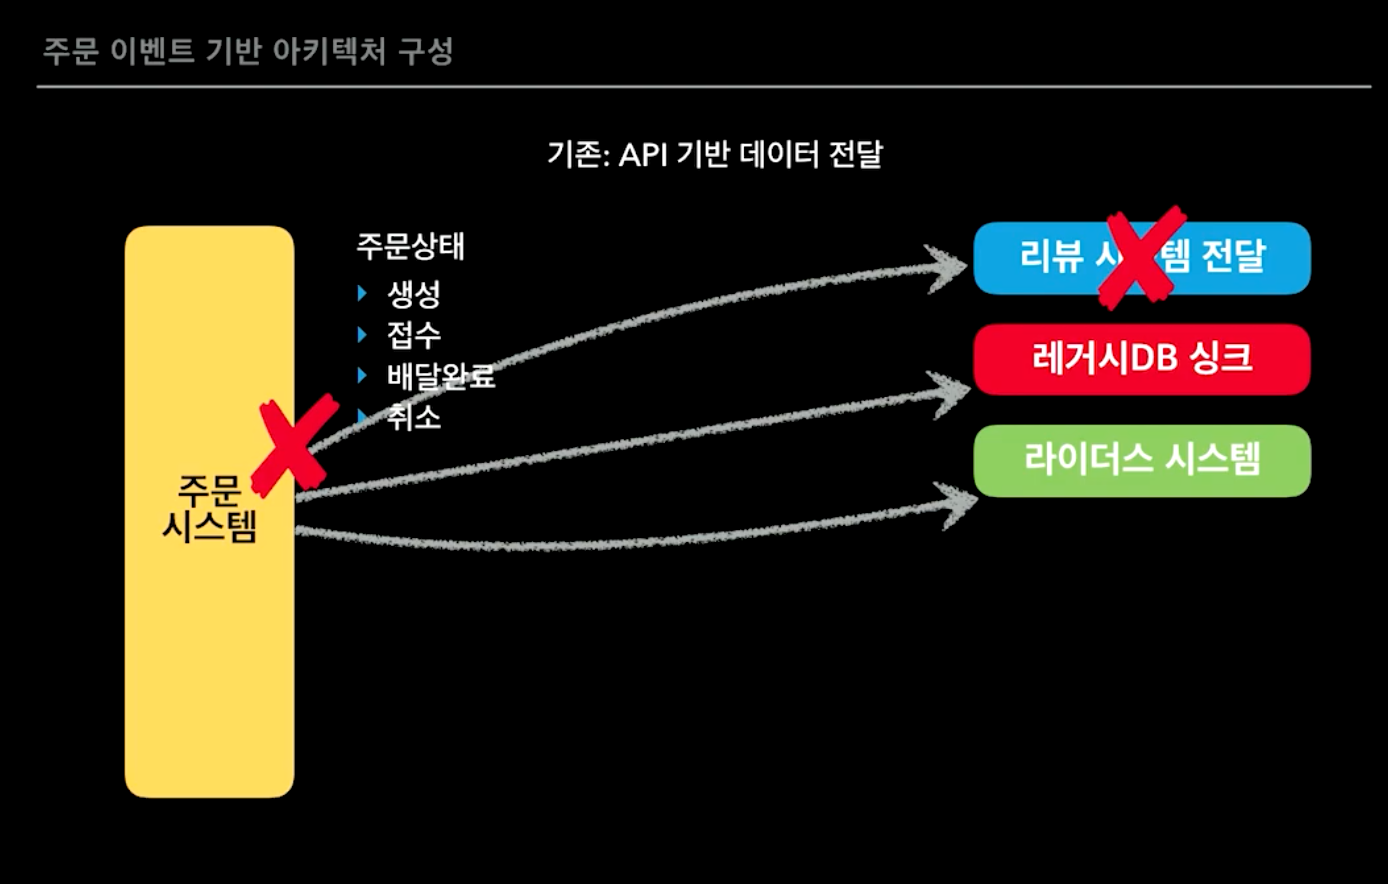 주문 이벤트 기반 아키텍처 구성
기존: API 기반 데이터 전달
주문
시스템
주문상태
생성
접수
배달완료
취소
리뷰 시스템 전달
레거시DB 싱크
라이더스 시스템